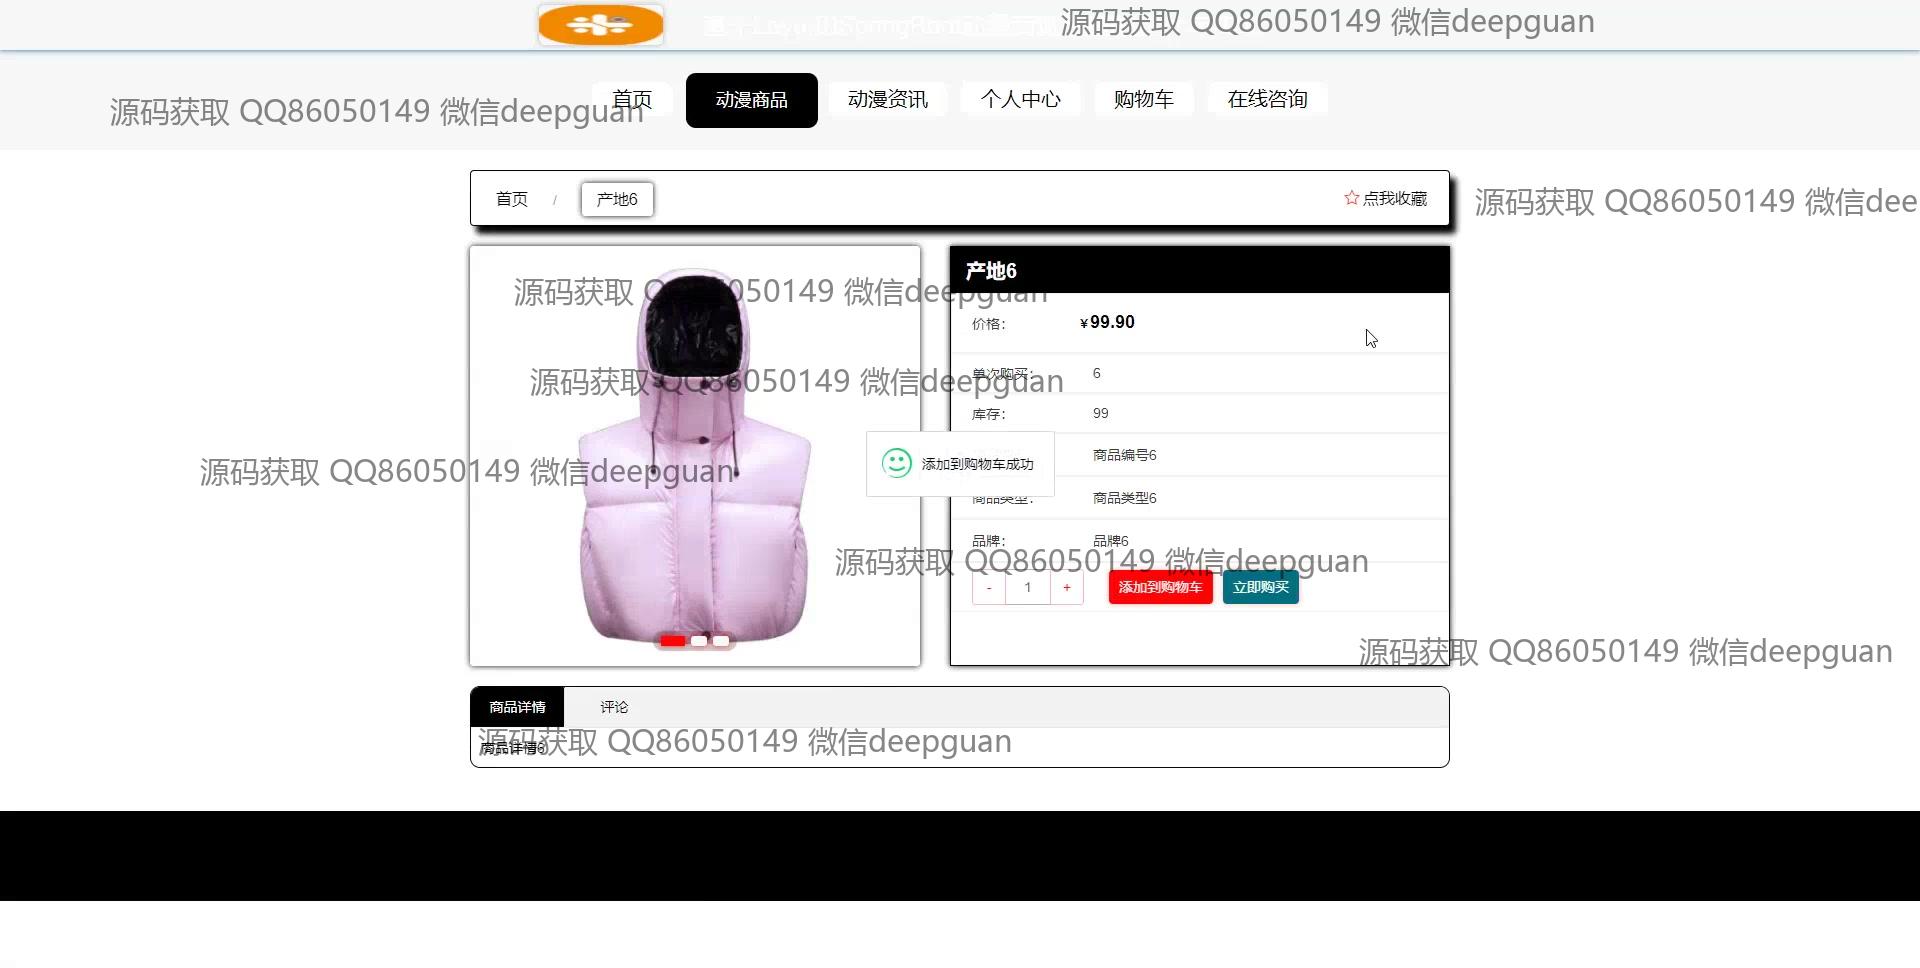 源码获取 QQ86050149 微信deepguan
首页
动漫商品
动漫资讯
个人中心
购物车
在线咨询
源码获取 QQ86050149 微信deepguan
首页 / 产地6
点我收藏
源码获取 QQ86050149 微信dee
产地6
源码获取 QQ86050149 微信deepguan
价格： ¥99.90
单次购买： 6
源码获取 QQ86050149 微信deepguan
库存： 99
商品编号6
添加到购物车成功
源码获取 QQ86050149 微信deepguan
商品类型： 商品类型6
品牌： 品牌6
源码获取 QQ86050149 微信deepguan
- 1 + 添加到购物车 立即购买
源码获取 QQ86050149 微信deepguan
商品详情 评论
源码获取 QQ86050149 微信deepguan
商品详情6